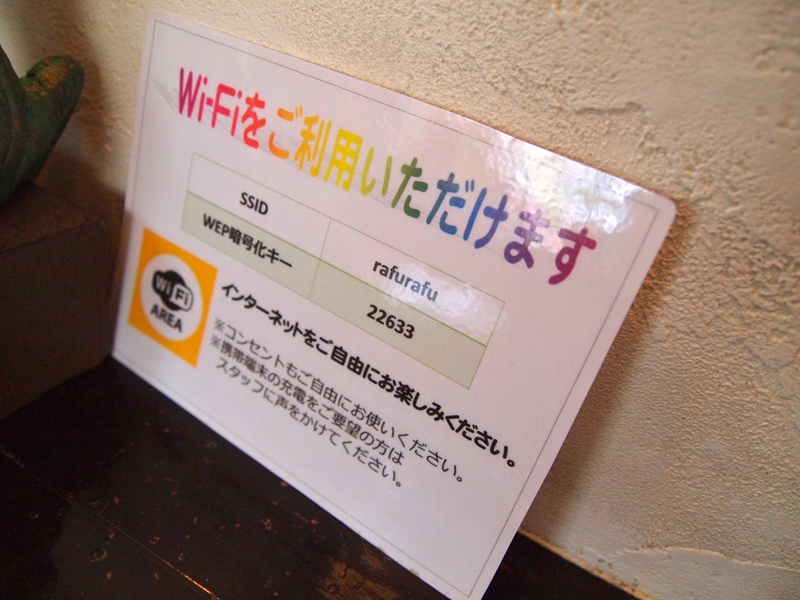 Wi-Fiをご利用いただけます
SSID rafurafu
WEP暗号化キー 22633
Wi Fi
AREA
インターネットをご自由にお楽しみください。
※コンセントもご自由にお使いください。
※携帯端末の充電をご要望の方は
スタッフに声をかけてください。